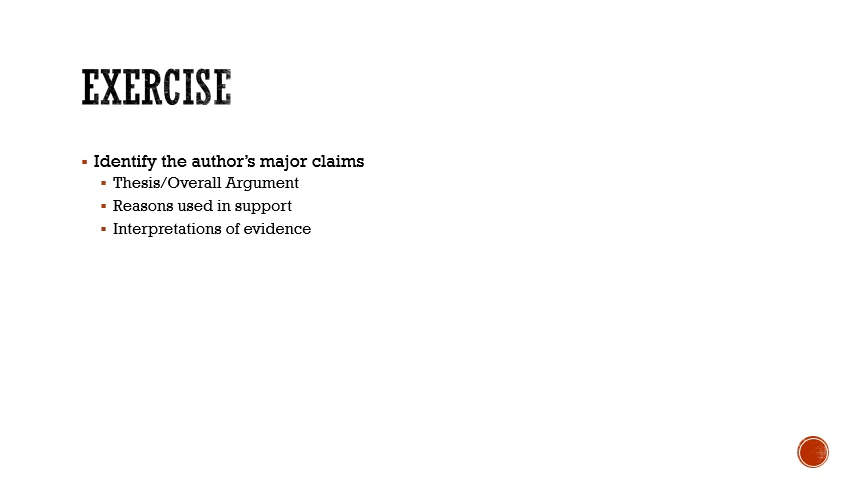 EXERCISE
▪ Identify the author's major claims
▪ Thesis/Overall Argument
▪ Reasons used in support
▪ Interpretations of evidence